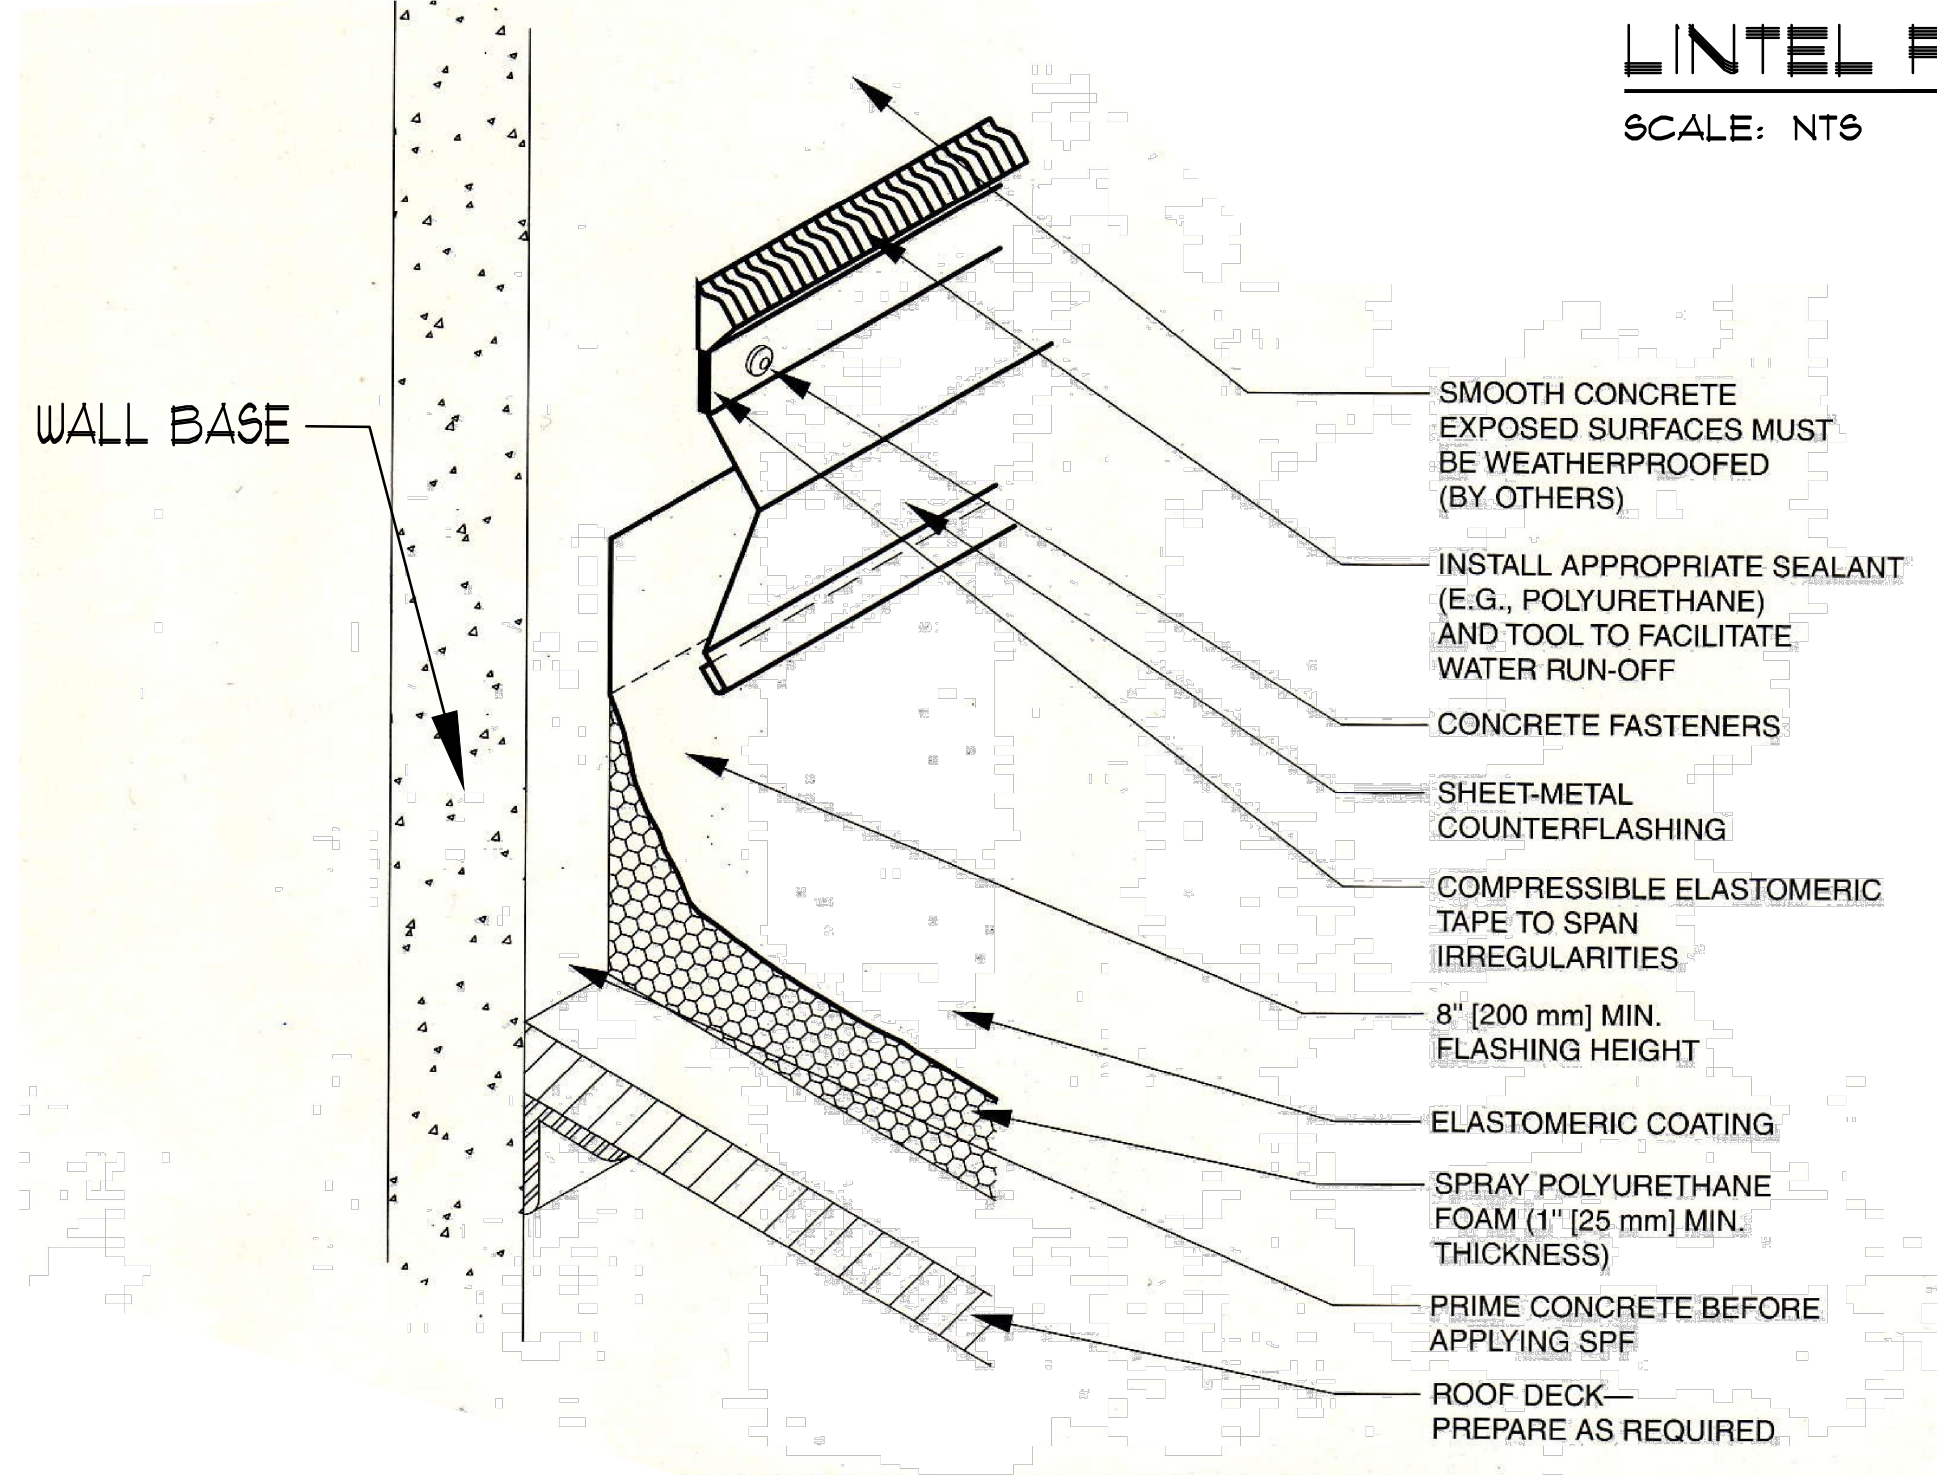 LINTEL
SCALE: NTS
WALL BASE
SMOOTH CONCRETE
EXPOSED SURFACES MUST
BE WEATHERPROOFED
(BY OTHERS)
INSTALL APPROPRIATE SEALANT
(E.G., POLYURETHANE)
AND TOOL TO FACILITATE
WATER RUN-OFF
CONCRETE FASTENERS
SHEET-METAL
COUNTERFLASHING
COMPRESSIBLE ELASTOMERIC
TAPE TO SPAN
IRREGULARITIES
8" [200 mm] MIN.
FLASHING HEIGHT
ELASTOMERIC COATING
SPRAY POLYURETHANE
FOAM (1" [25 mm] MIN.
THICKNESS)
PRIME CONCRETE BEFORE
APPLYING SPF
ROOF DECK—
PREPARE AS REQUIRED